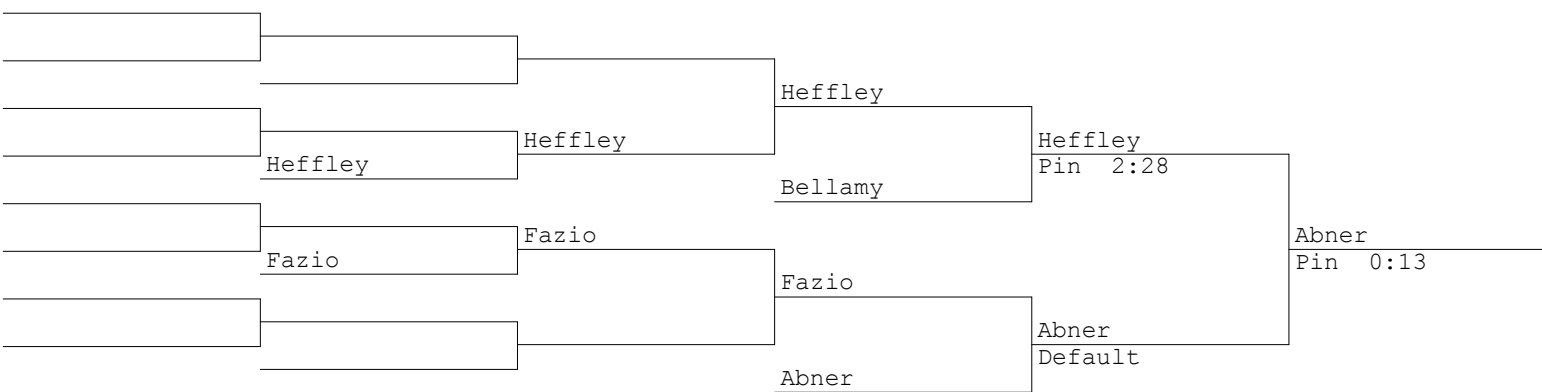 Heffley
Heffley
Heffley
Pin 2:28
Heffley
Bellamy
Fazio
Abner
Pin 0:13
Fazio
Fazio
Abner
Default
Abner